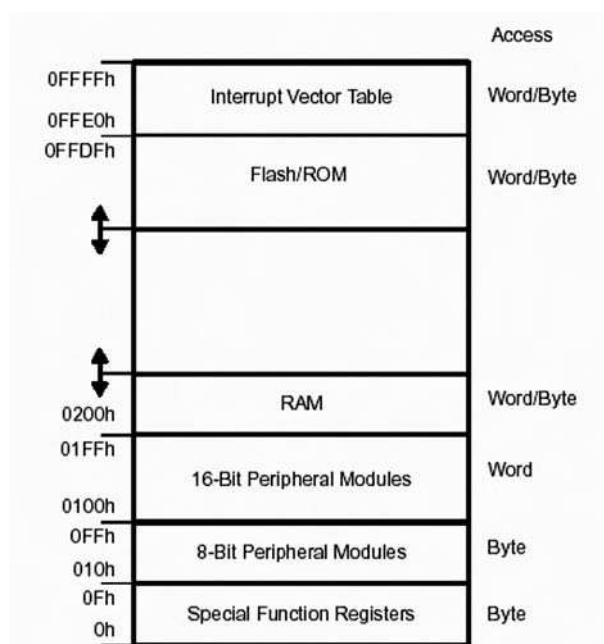 Access
0FFFFh
Interrupt Vector Table
Word/Byte
0FFE0h
0FFDFh
Flash/ROM
Word/Byte
RAM
Word/Byte
0200h
01FFh
16-Bit Peripheral Modules
Word
0100h
0FFh
8-Bit Peripheral Modules
Byte
010h
0Fh
Special Function Registers
Byte
0h